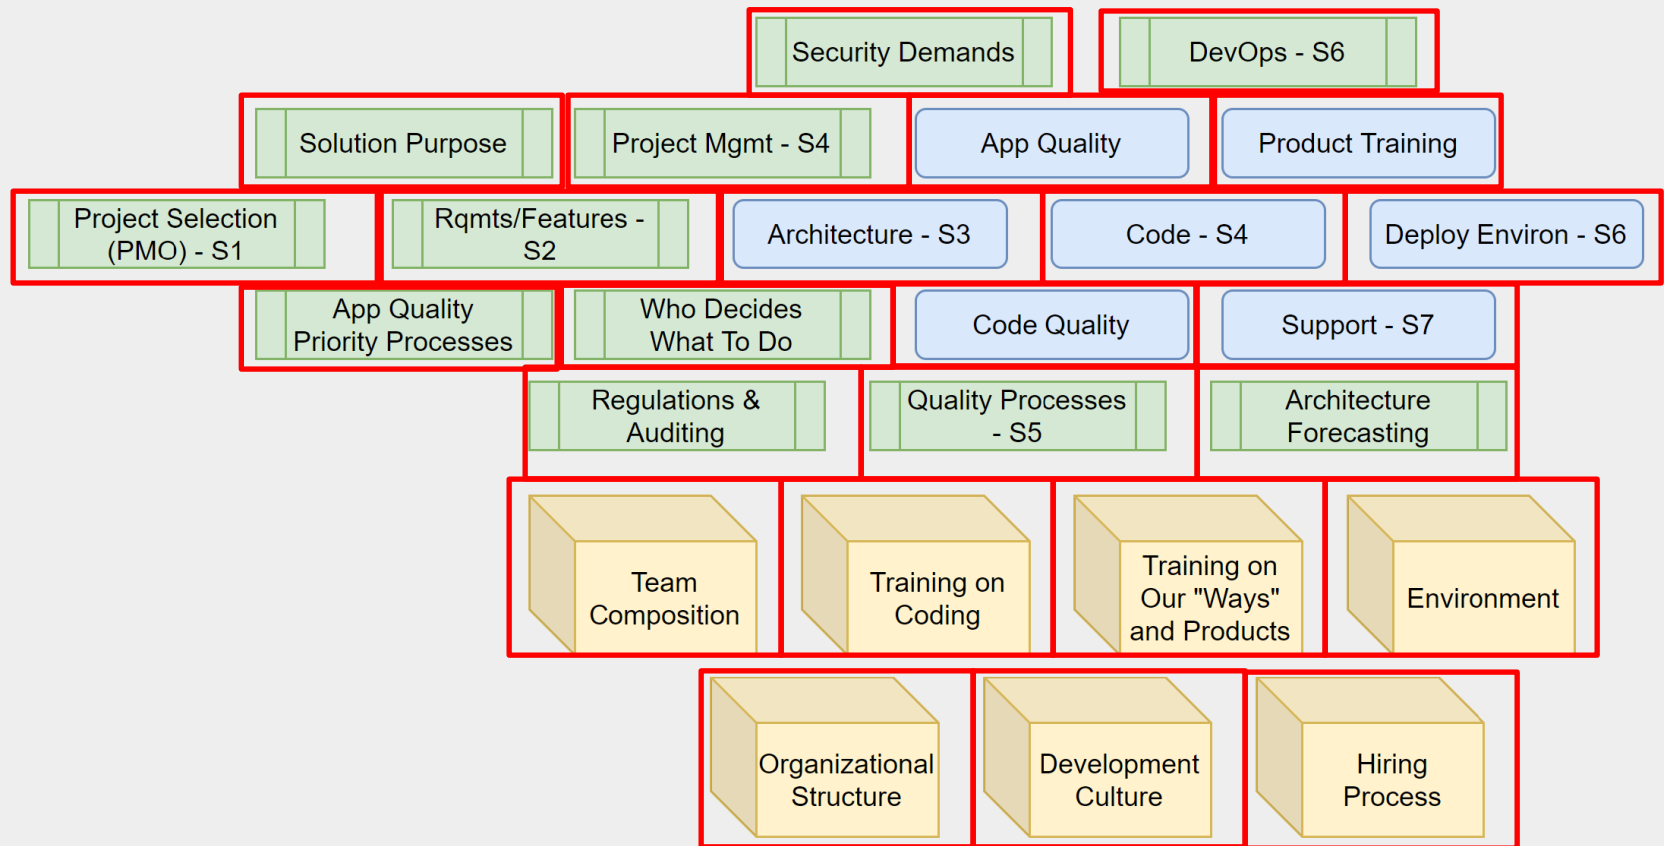 Security Demands
DevOps - S6
Solution Purpose
Project Mgmt - S4
App Quality
Product Training
Project Selection
(PMO) - S1
Rqmts/Features -
S2
Architecture - S3
Code - S4
Deploy Environ - S6
App Quality
Priority Processes
Who Decides
What To Do
Code Quality
Support - S7
Regulations &
Auditing
Quality Processes
- S5
Architecture
Forecasting
Team
Composition
Training on
Coding
Training on
Our "Ways"
and Products
Environment
Organizational
Structure
Development
Culture
Hiring
Process